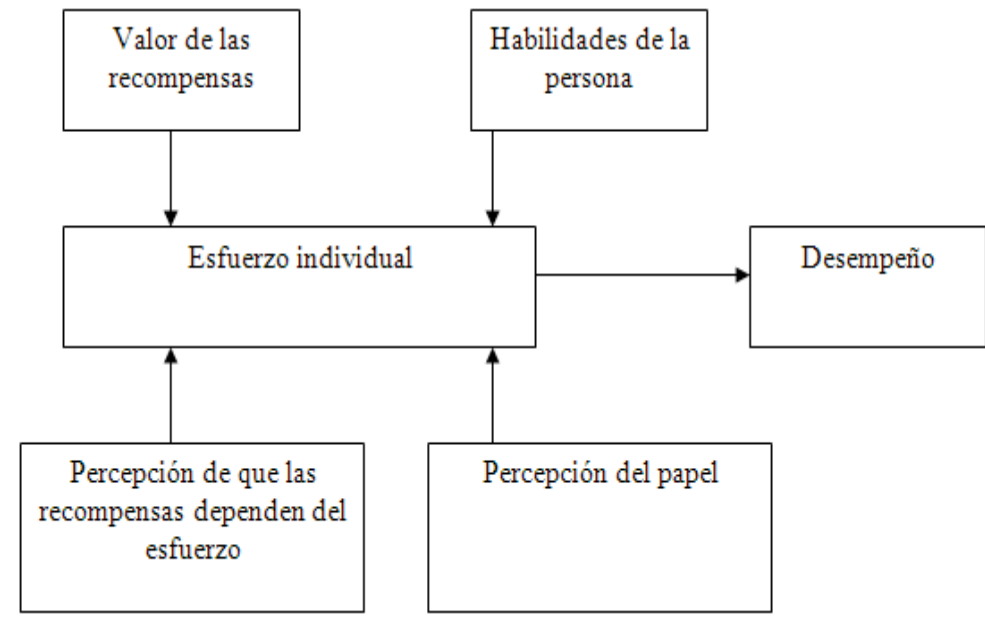 Valor de las
recompensas
Habilidades de la
persona
Esfuerzo individual
Desempeño
Percepción de que las
recompensas dependen del
esfuerzo
Percepción del papel